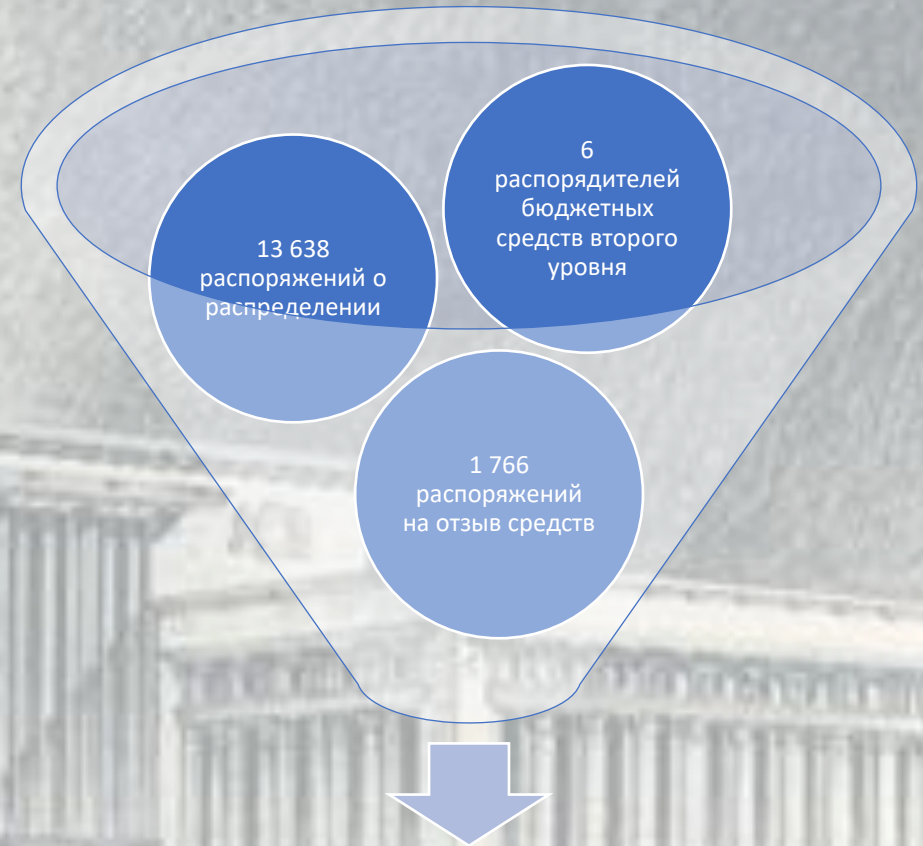 6
распорядителей
бюджетных
средств второго
уровня
13 638
распоряжений о
распределении
1 766
распоряжений
на отзыв средств